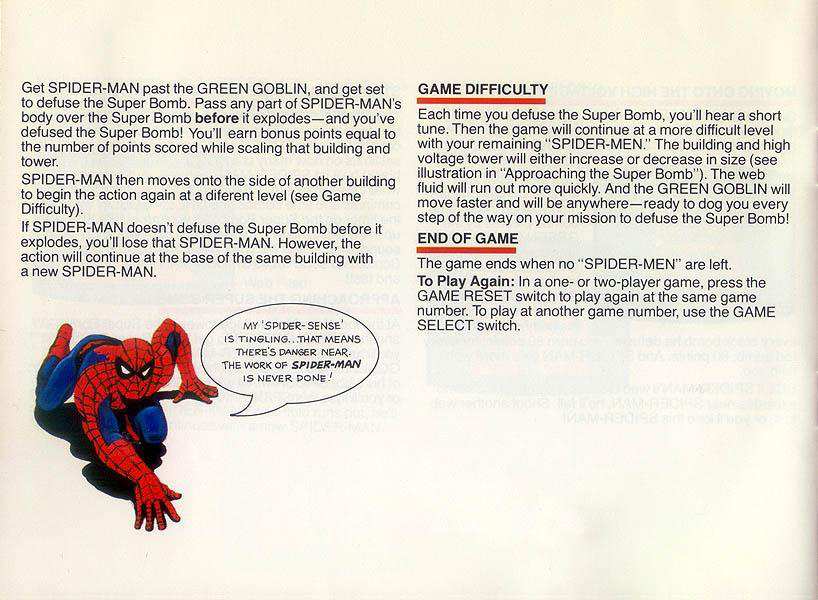 Get SPIDER-MAN past the GREEN GOBLIN, and get set
to defuse the Super Bomb. Pass any part of SPIDER-MAN's
body over the Super Bomb before it explodes—and you've
defused the Super Bomb! You'll earn bonus points equal to
the number of points scored while scaling that building and
tower.
SPIDER-MAN then moves onto the side of another building
to begin the action again at a diferent level (see Game
Difficulty).
If SPIDER-MAN doesn't defuse the Super Bomb before it
explodes, you'll lose that SPIDER-MAN. However, the
action will continue at the base of the same building with
a new SPIDER-MAN.
MY 'SPIDER-SENSE'
IS TINGLING...THAT MEANS
THERE'S DANGER NEAR.
THE WORK OF SPIDER-MAN
IS NEVER DONE!
GAME DIFFICULTY
Each time you defuse the Super Bomb, you'll hear a short
tune. Then the game will continue at a more difficult level
with your remaining "SPIDER-MEN." The building and high
voltage tower will either increase or decrease in size (see
illustration in "Approaching the Super Bomb"). The web
fluid will run out more quickly. And the GREEN GOBLIN will
move faster and will be anywhere—ready to dog you every
step of the way on your mission to defuse the Super Bomb!
END OF GAME
The game ends when no "SPIDER-MEN" are left.
To Play Again: In a one- or two-player game, press the
GAME RESET switch to play again at the same game
number. To play at another game number, use the GAME
SELECT switch.